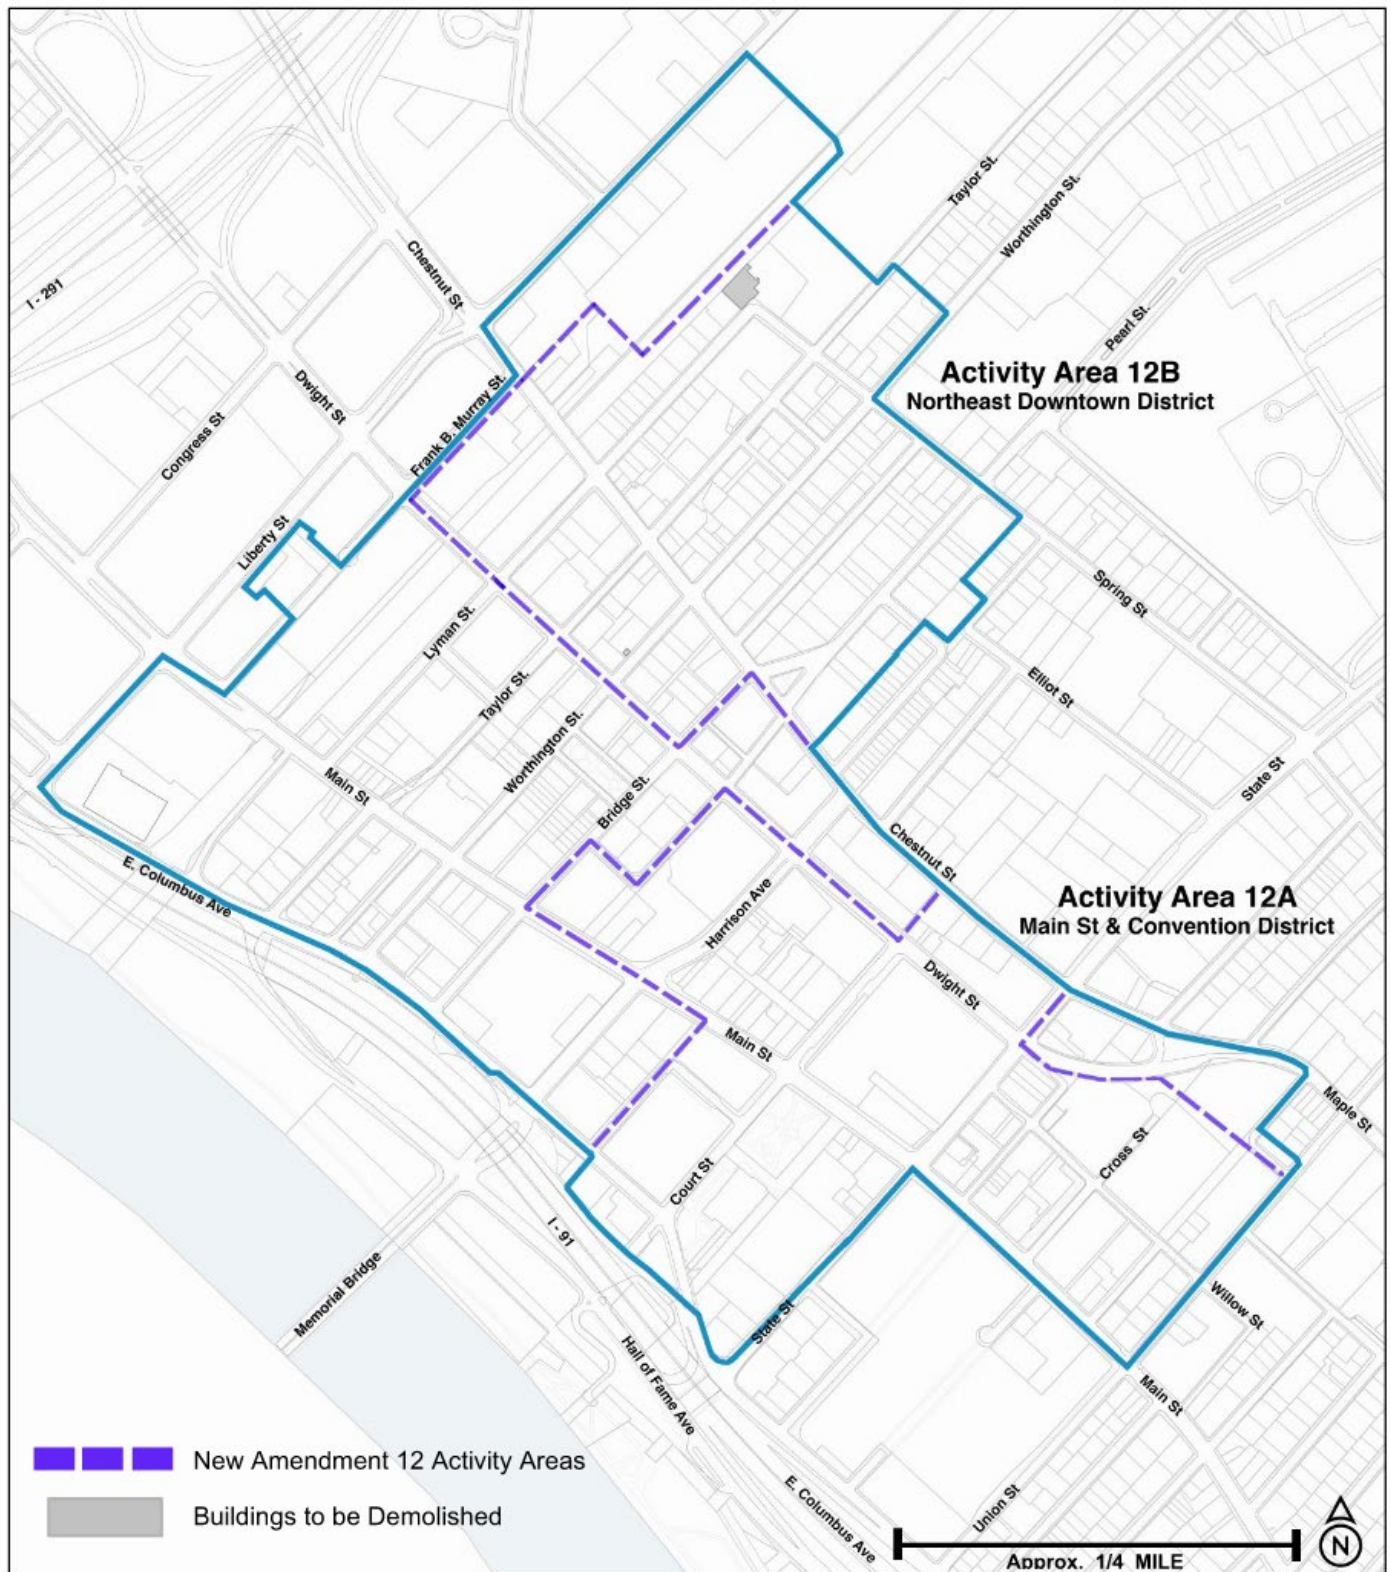 Taylor St.
Worthington St.
Chestnut St
I - 291
Pearl St.
Activity Area 12B
Northeast Downtown District
Dwight St
Frank B. Murray St.
Congress St
Liberty St
Spring St
Lyman St.
Elliot St
Taylor St.
Worthington St.
Main St
State St
Bridge St.
Chestnut St
E. Columbus Ave
Activity Area 12A
Main St & Convention District
Harrison Ave
Dwight St
Main St
Maple St
Cross St
Court St
I - 91
Memorial Bridge
Willow St
State St
Hall of Fame Ave
Main St
New Amendment 12 Activity Areas
Buildings to be Demolished
E. Columbus Ave
Union St
N
Approx. 1/4 MILE